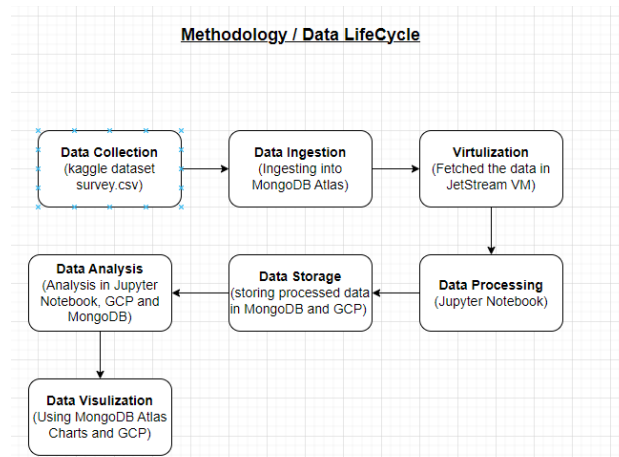 Methodology / Data LifeCycle
Data Collection
(kaggle dataset
survey.csv)
Data Ingestion
(Ingesting into
MongoDB Atlas)
Virtulization
(Fetched the data in
JetStream VM)
Data Analysis
(Analysis in Jupyter
Notebook, GCP and
MongoDB)
Data Storage
(storing processed data
in MongoDB and GCP)
Data Processing
(Jupyter Notebook)
Data Visulization
(Using MongoDB Atlas
Charts and GCP)